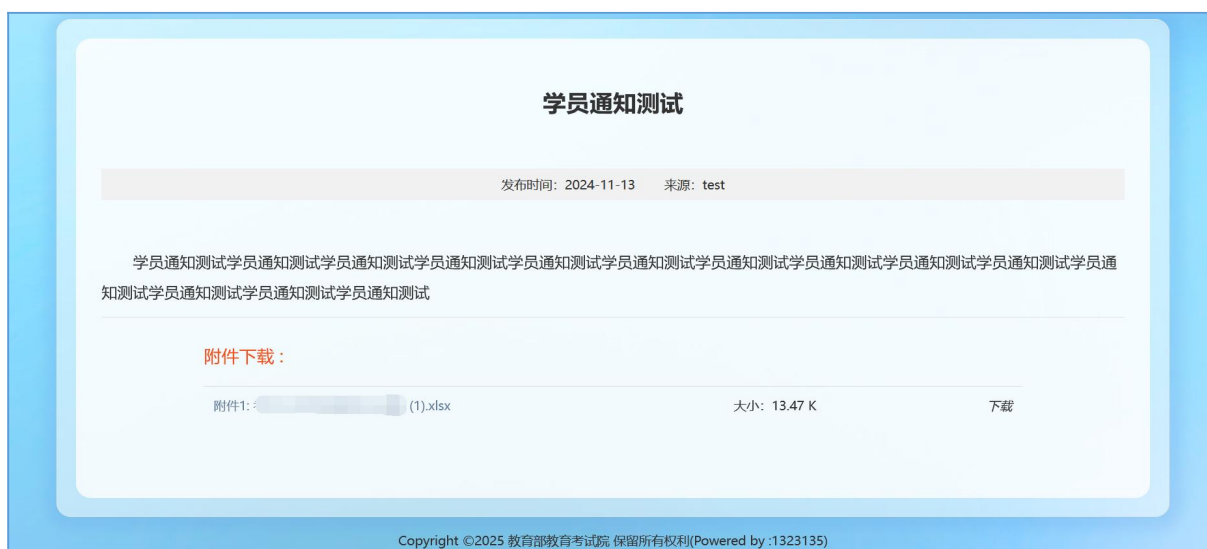 学员通知测试
发布时间：2024-11-13 来源：test
学员通知测试学员通知测试学员通知测试学员通知测试学员通知测试学员通知测试学员通知测试学员通知测试学员通知测试学员通知测试学员通
知测试学员通知测试学员通知测试学员通知测试
附件下载：
附件1: (1).xlsx 大小：13.47 K 下载
Copyright ©2025 教育部教育考试院 保留所有权利(Powered by :1323135)